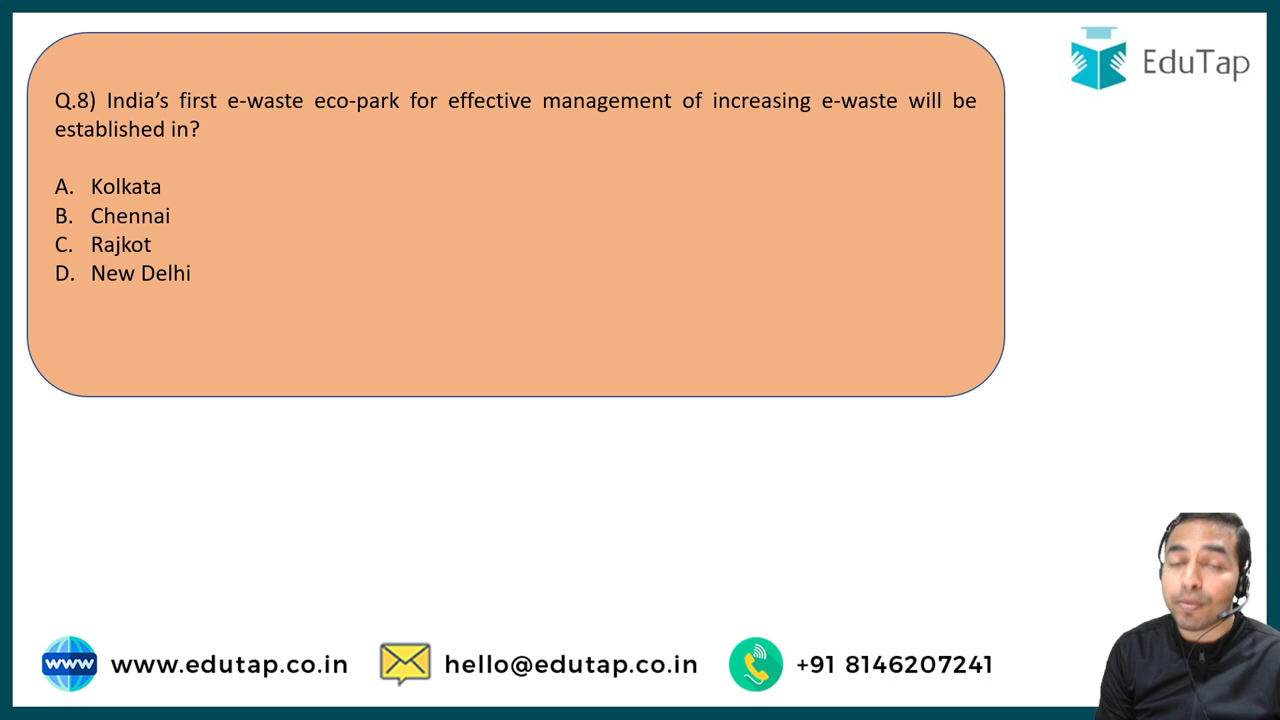 EduTap
Q.8) India’s first e-waste eco-park for effective management of increasing e-waste will be
established in?
A. Kolkata
B. Chennai
C. Rajkot
D. New Delhi
www www.edutap.co.in hello@edutap.co.in +91 8146207241